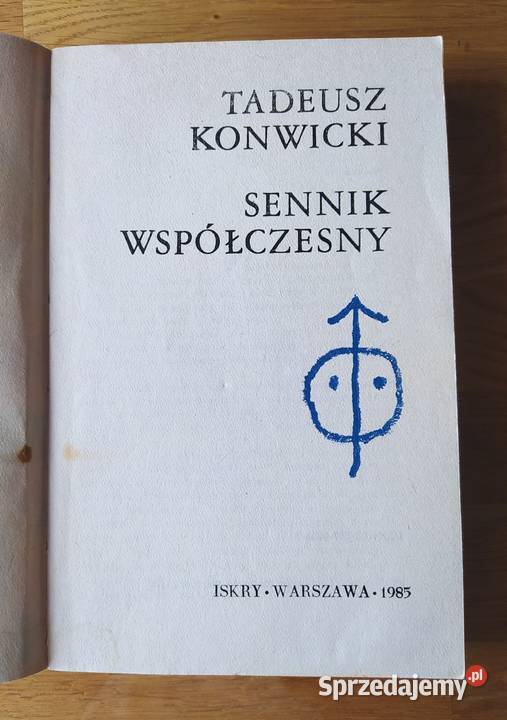 TADEUSZ
KONWICKI
SENNIK
WSPÓŁCZESNY
ISKRY • WARSZAWA • 1985
Sprzedajemy.pl